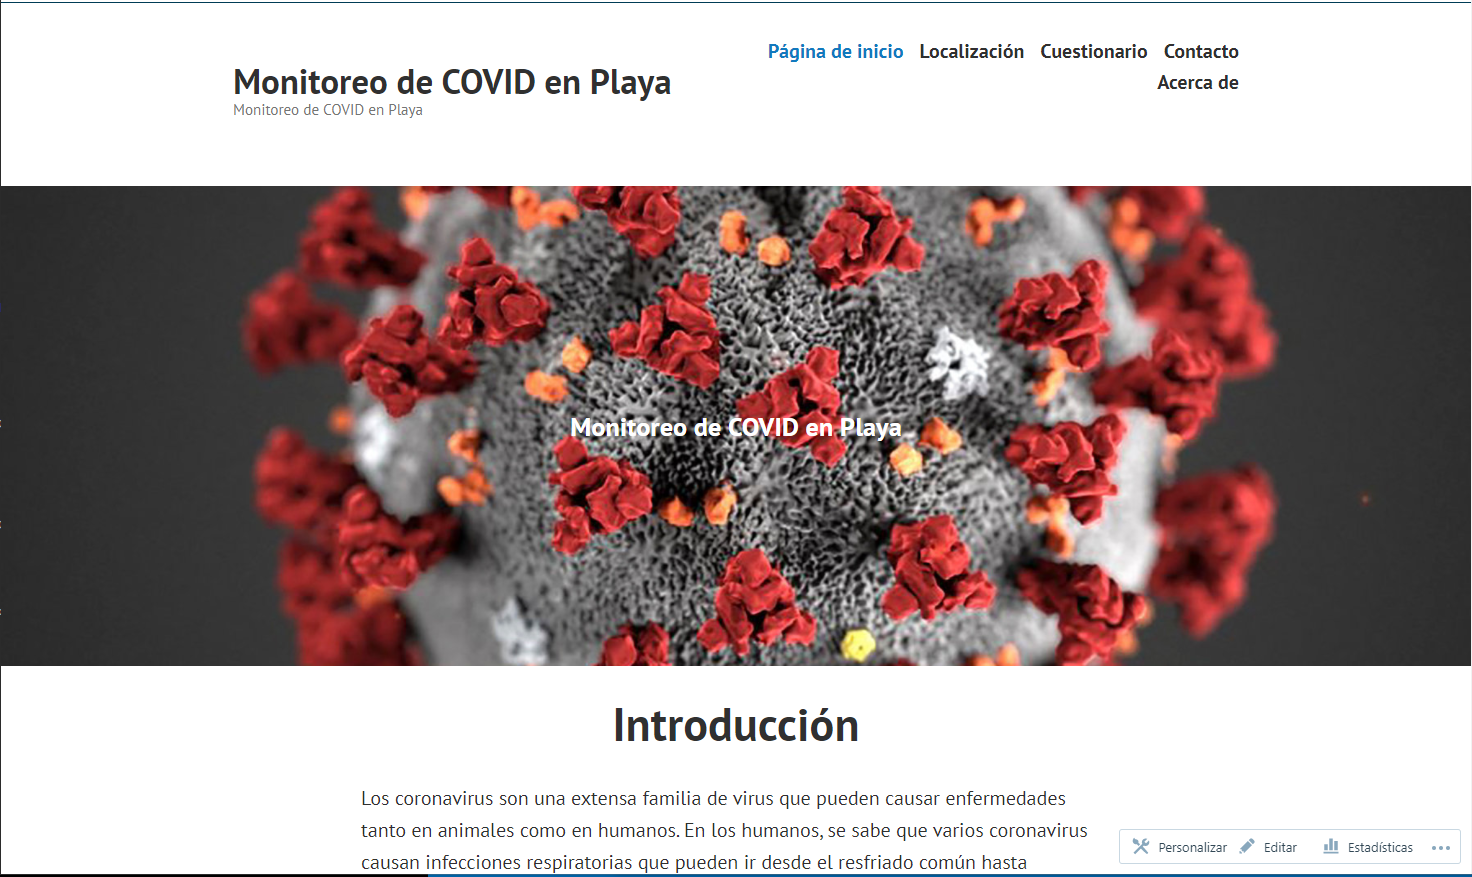 Página de inicio Localización Cuestionario Contacto
Acerca de
Monitoreo de COVID en Playa
Monitoreo de COVID en Playa
Monitoreo de COVID en Playa
Introducción
Los coronavirus son una extensa familia de virus que pueden causar enfermedades
tanto en animales como en humanos. En los humanos, se sabe que varios coronavirus
causan infecciones respiratorias que pueden ir desde el resfriado común hasta
Personalizar Editar Estadísticas